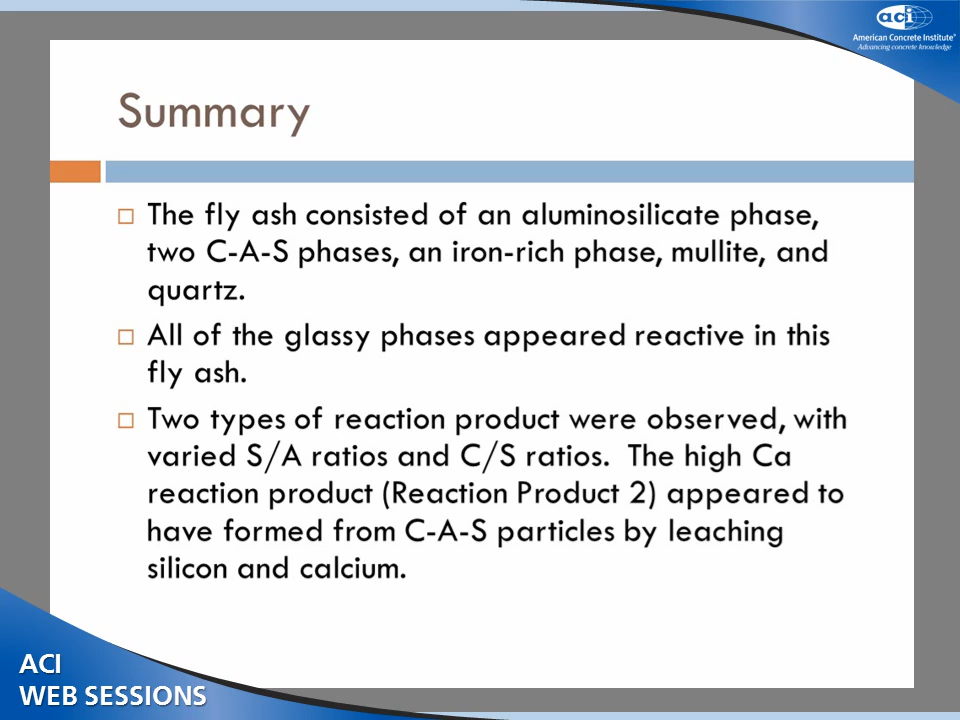 aci
American Concrete Institute®
Advancing concrete knowledge
Summary
The fly ash consisted of an aluminosilicate phase,
two C-A-S phases, an iron-rich phase, mullite, and
quartz.
All of the glassy phases appeared reactive in this
fly ash.
Two types of reaction product were observed, with
varied S/A ratios and C/S ratios.  The high Ca
reaction product (Reaction Product 2) appeared to
have formed from C-A-S particles by leaching
silicon and calcium.
ACI
WEB SESSIONS